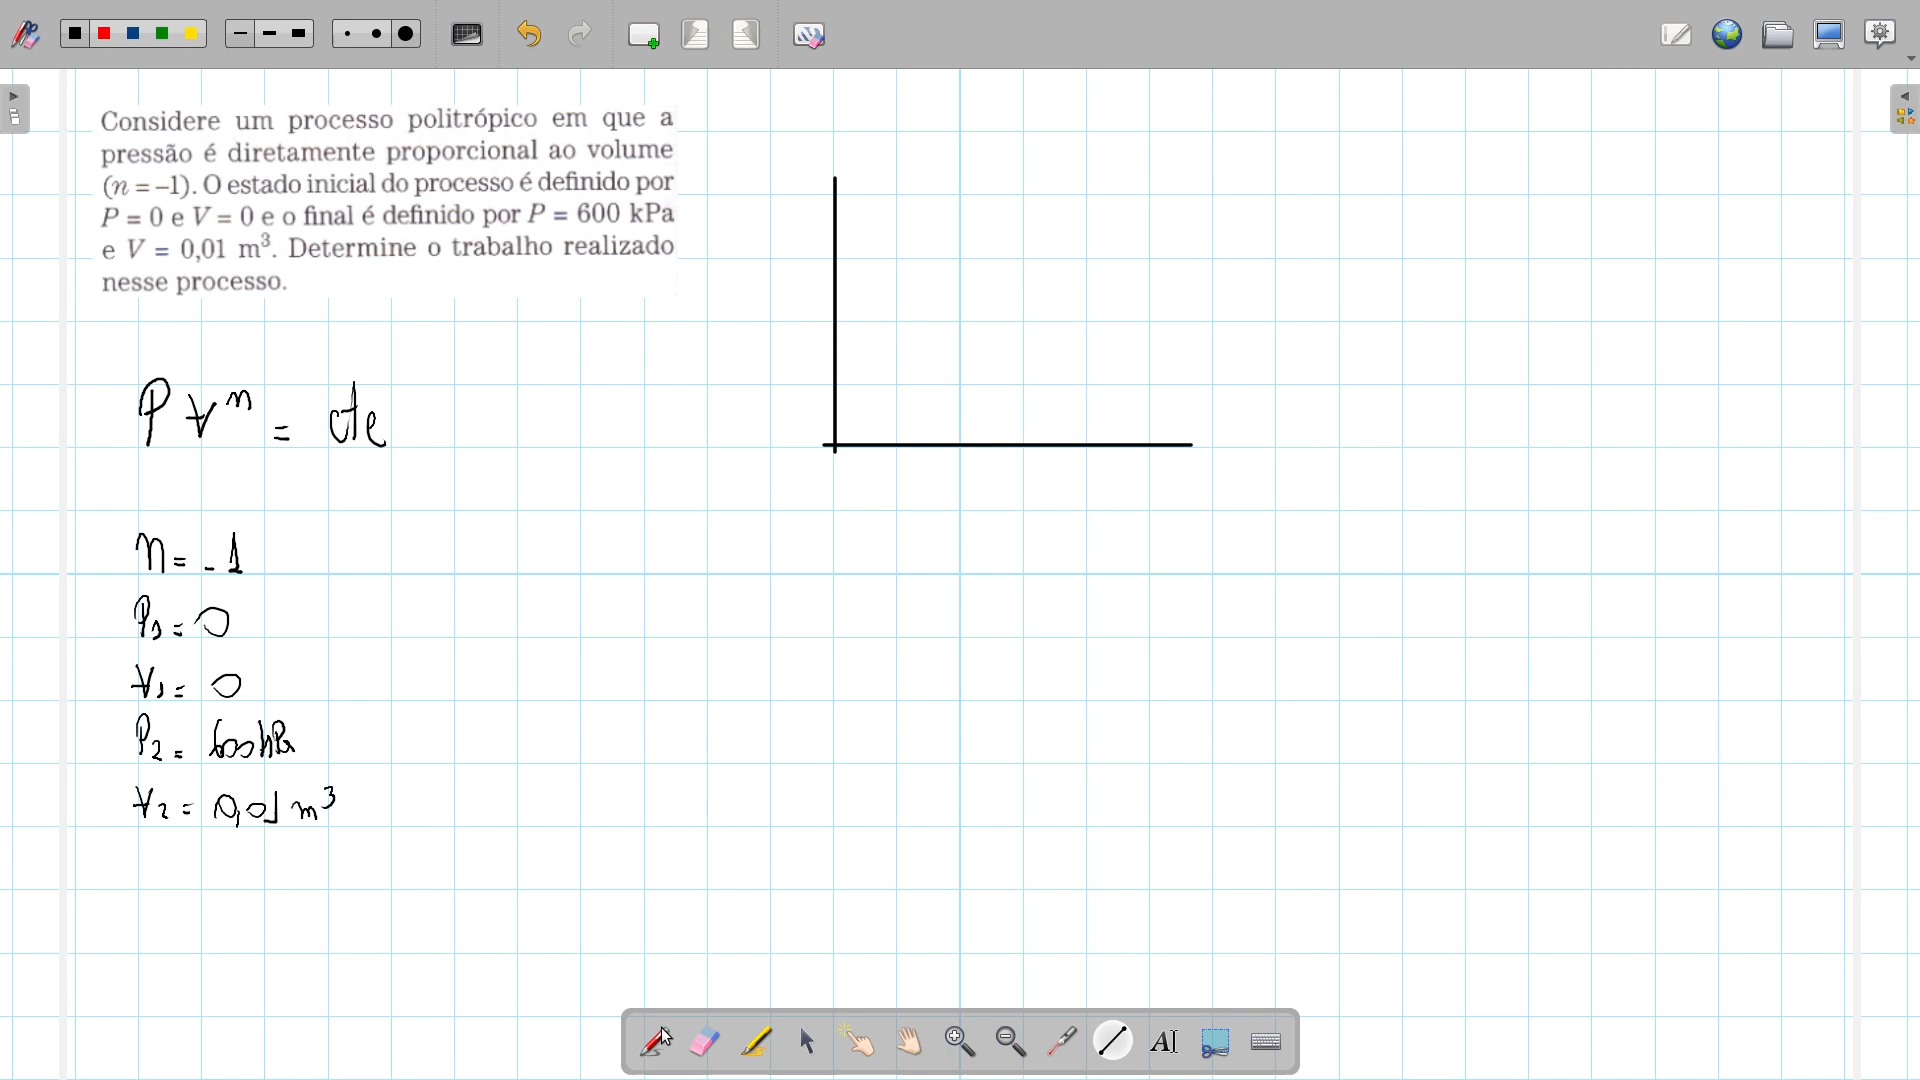 Considere um processo politrópico em que a
pressão é diretamente proporcional ao volume
(n = –1). O estado inicial do processo é definido por
P = 0 e V = 0 e o final é definido por P = 600 kPa
e V = 0,01 m³. Determine o trabalho realizado
nesse processo.
P V^n = cte
n = -1
P1 = 0
V1 = 0
P2 = 600 kPa
V2 = 0,01 m³
AI